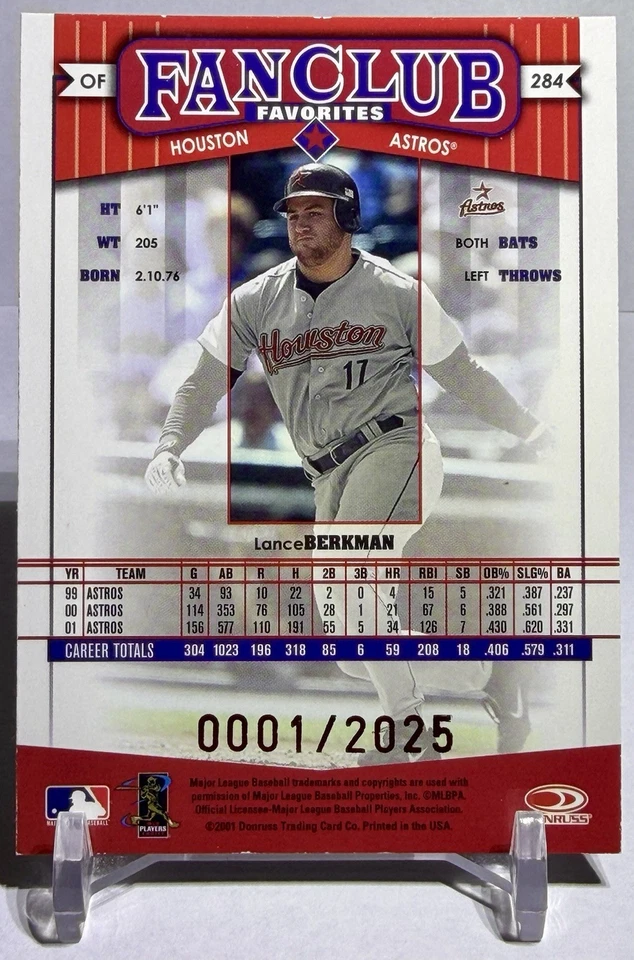 OF FANCLUB 284
FAVORITES
HOUSTON ASTROS®
HT 6'1"
WT 205
BORN 2.10.76
Astros
BOTH BATS
LEFT THROWS
Houston
17
LanceBERKMAN
YR TEAM G AB R H 2B 3B HR RBI SB OB% SLG% BA
99 ASTROS 34 93 10 22 2 0 4 15 5 .321 .387 .237
00 ASTROS 114 353 76 105 28 1 21 67 6 .388 .561 .297
01 ASTROS 156 577 110 191 55 5 34 126 7 .430 .620 .331
CAREER TOTALS 304 1023 196 318 85 6 59 208 18 .406 .579 .311
0001/2025
Major League Baseball trademarks and copyrights are used with
permission of Major League Baseball Properties, Inc. ©MLBPA.
Official Licensee-Major League Baseball Players Association.
©2001 Donruss Trading Card Co. Printed in the USA.
PLAYERS